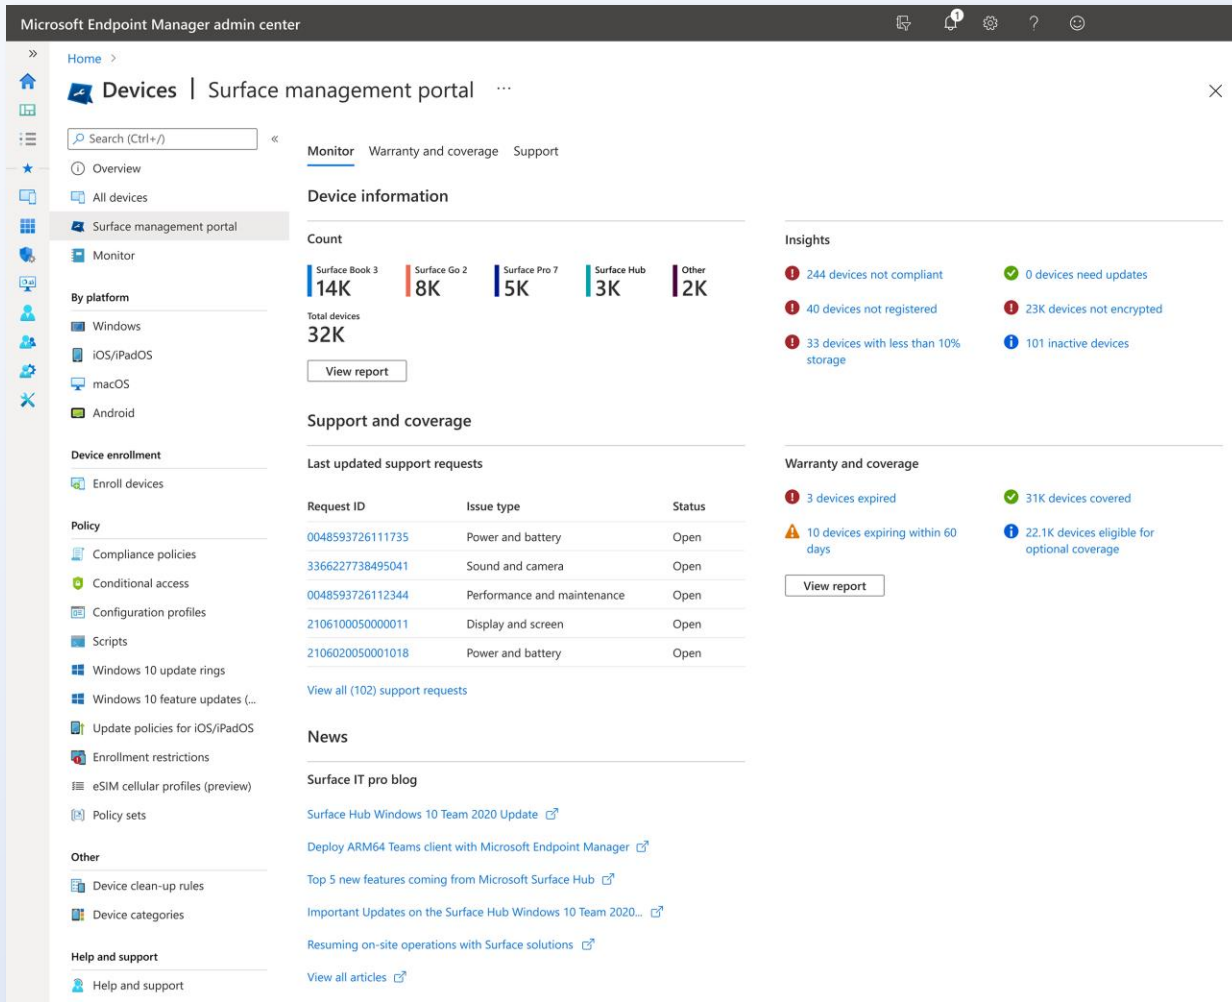 Microsoft Endpoint Manager admin center
1
Home >
Devices | Surface management portal ...
Search (Ctrl+/)
Overview
All devices
Surface management portal
Monitor
By platform
Windows
iOS/iPadOS
macOS
Android
Device enrollment
Enroll devices
Policy
Compliance policies
Conditional access
Configuration profiles
Scripts
Windows 10 update rings
Windows 10 feature updates (...
Update policies for iOS/iPadOS
Enrollment restrictions
eSIM cellular profiles (preview)
Policy sets
Other
Device clean-up rules
Device categories
Help and support
Help and support
Monitor Warranty and coverage Support
Device information
Count
Surface Book 3 Surface Go 2 Surface Pro 7 Surface Hub Other
14K 8K 5K 3K 2K
Total devices
32K
View report
Insights
244 devices not compliant
0 devices need updates
40 devices not registered
23K devices not encrypted
33 devices with less than 10%
storage
101 inactive devices
Support and coverage
Last updated support requests
Request ID Issue type Status
0048593726111735 Power and battery Open
3366227738495041 Sound and camera Open
0048593726112344 Performance and maintenance Open
2106100050000011 Display and screen Open
2106020050001018 Power and battery Open
View all (102) support requests
Warranty and coverage
3 devices expired
31K devices covered
10 devices expiring within 60
days
22.1K devices eligible for
optional coverage
View report
News
Surface IT pro blog
Surface Hub Windows 10 Team 2020 Update
Deploy ARM64 Teams client with Microsoft Endpoint Manager
Top 5 new features coming from Microsoft Surface Hub
Important Updates on the Surface Hub Windows 10 Team 2020...
Resuming on-site operations with Surface solutions
View all articles